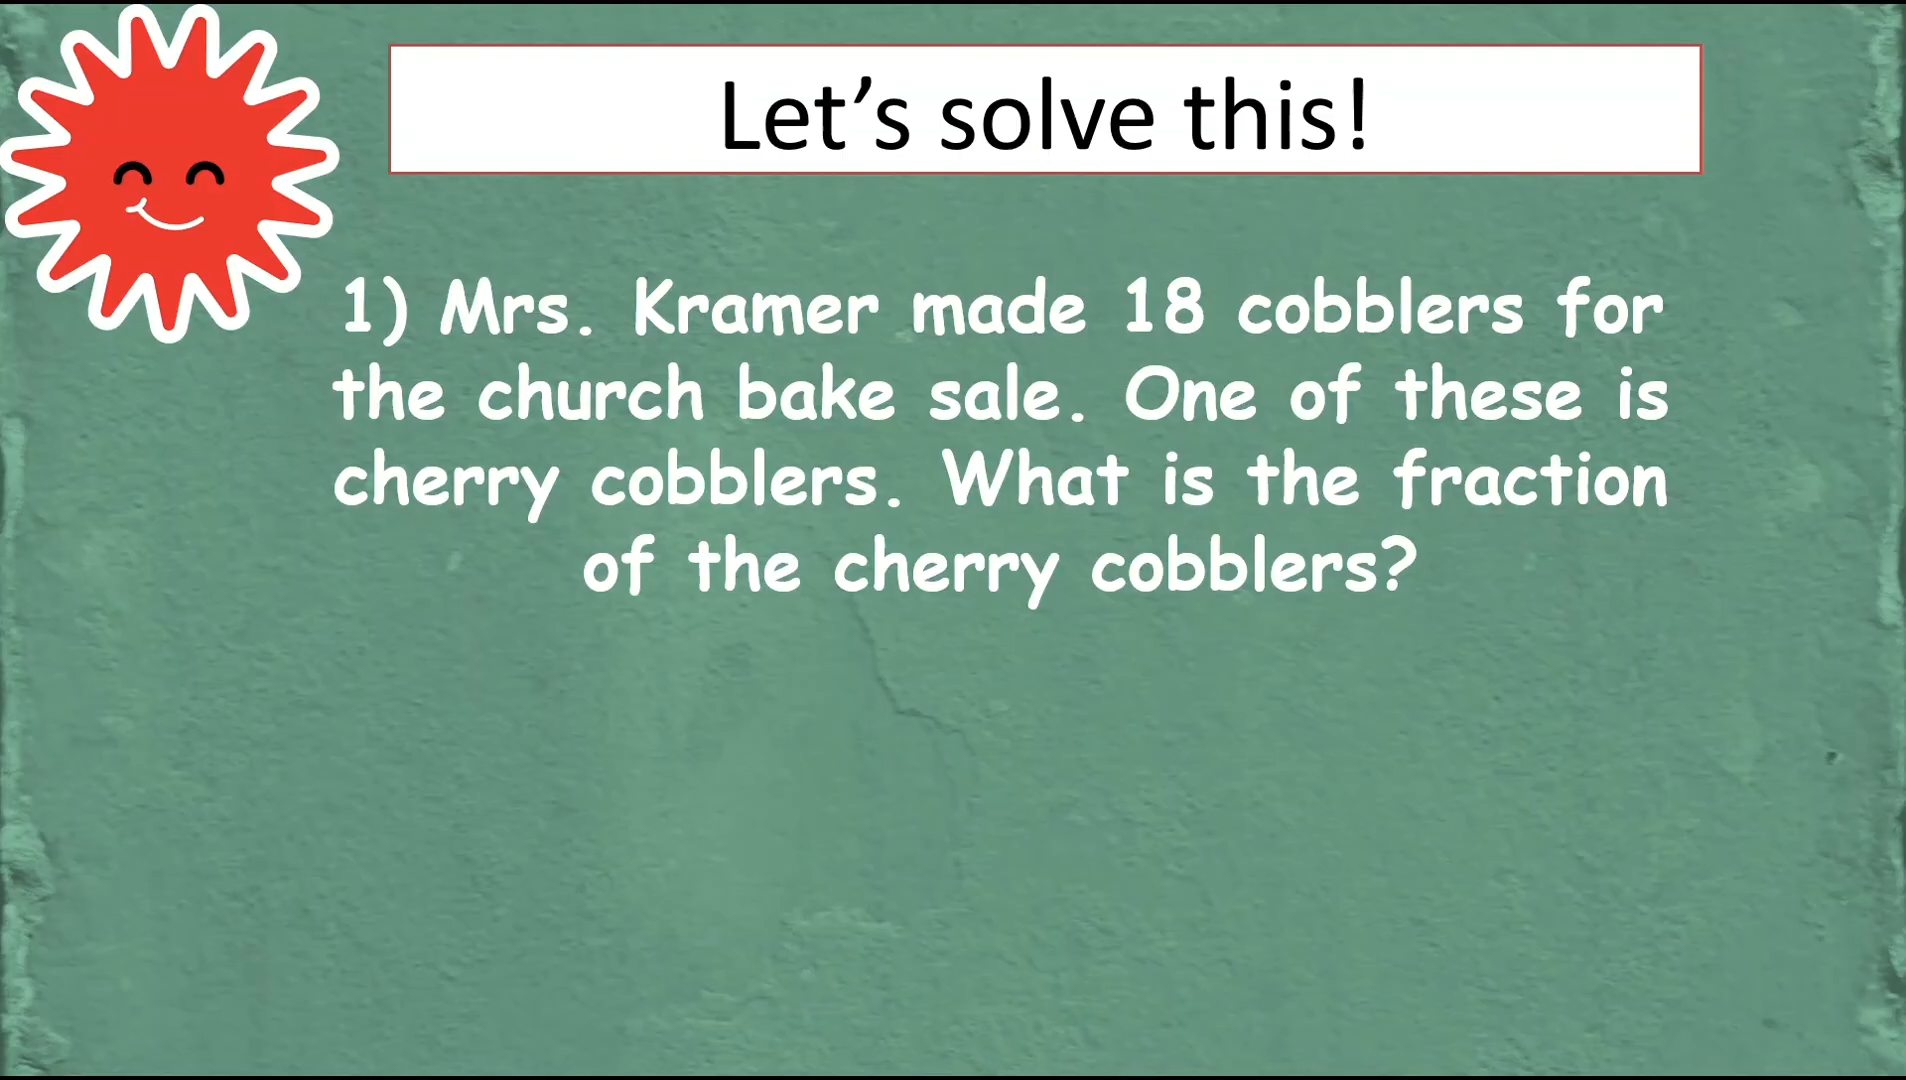 Let’s solve this!
1) Mrs. Kramer made 18 cobblers for
the church bake sale. One of these is
cherry cobblers. What is the fraction
of the cherry cobblers?